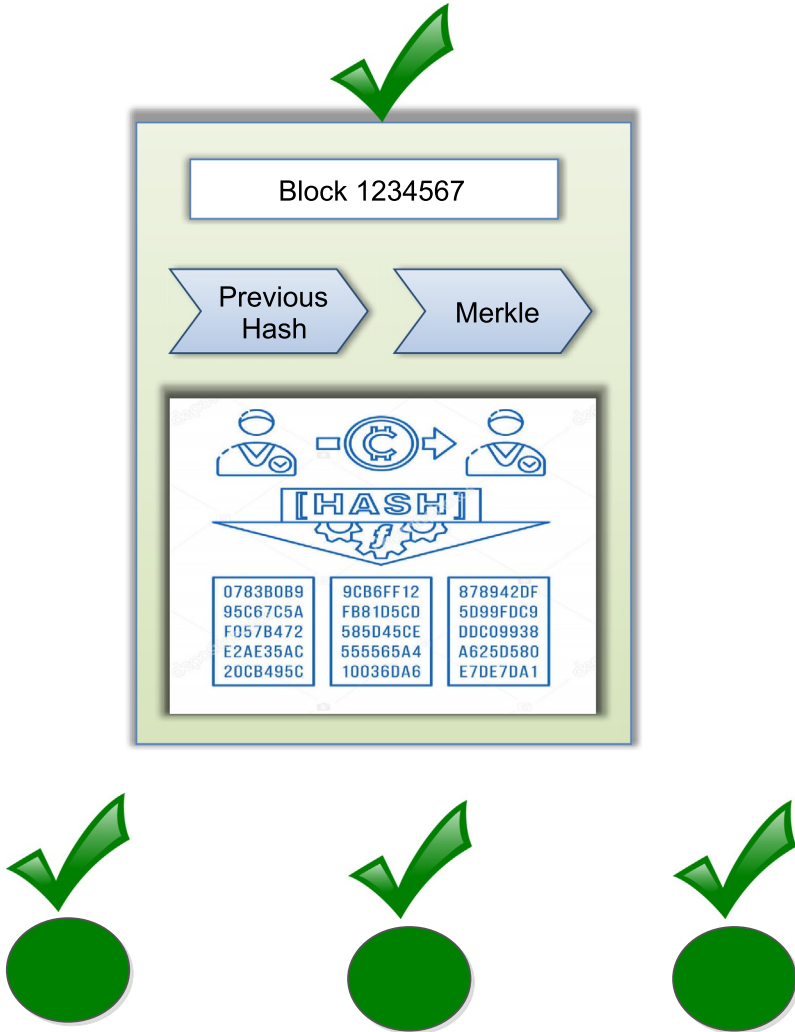 Block 1234567
Previous
Hash
Merkle
[HASH]
f
0783B0B9
95C67C5A
F057B472
E2AE35AC
20CB495C
9CB6FF12
FB81D5CD
585D45CE
555565A4
10036DA6
878942DF
5D99FDC9
DDC09938
A625D580
E7DE7DA1